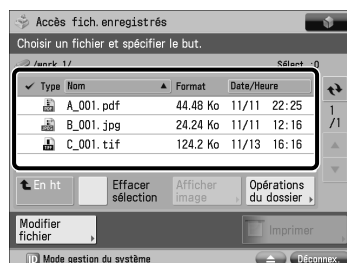 Accès fich. enregistrés
Choisir un fichier et spécifier le but.
/work 1/ Sélect. :0
✓ Type Nom ▲ Format Date/Heure
A_001.pdf 44.48 Ko 11/11 22:25
B_001.jpg 24.24 Ko 11/11 12:16
C_001.tif 124.2 Ko 11/13 16:16
1
/1
En ht
Effacer
sélection
Afficher
image
Opérations
du dossier
Modifier
fichier
Imprimer
ID Mode gestion du système
Déconnex.